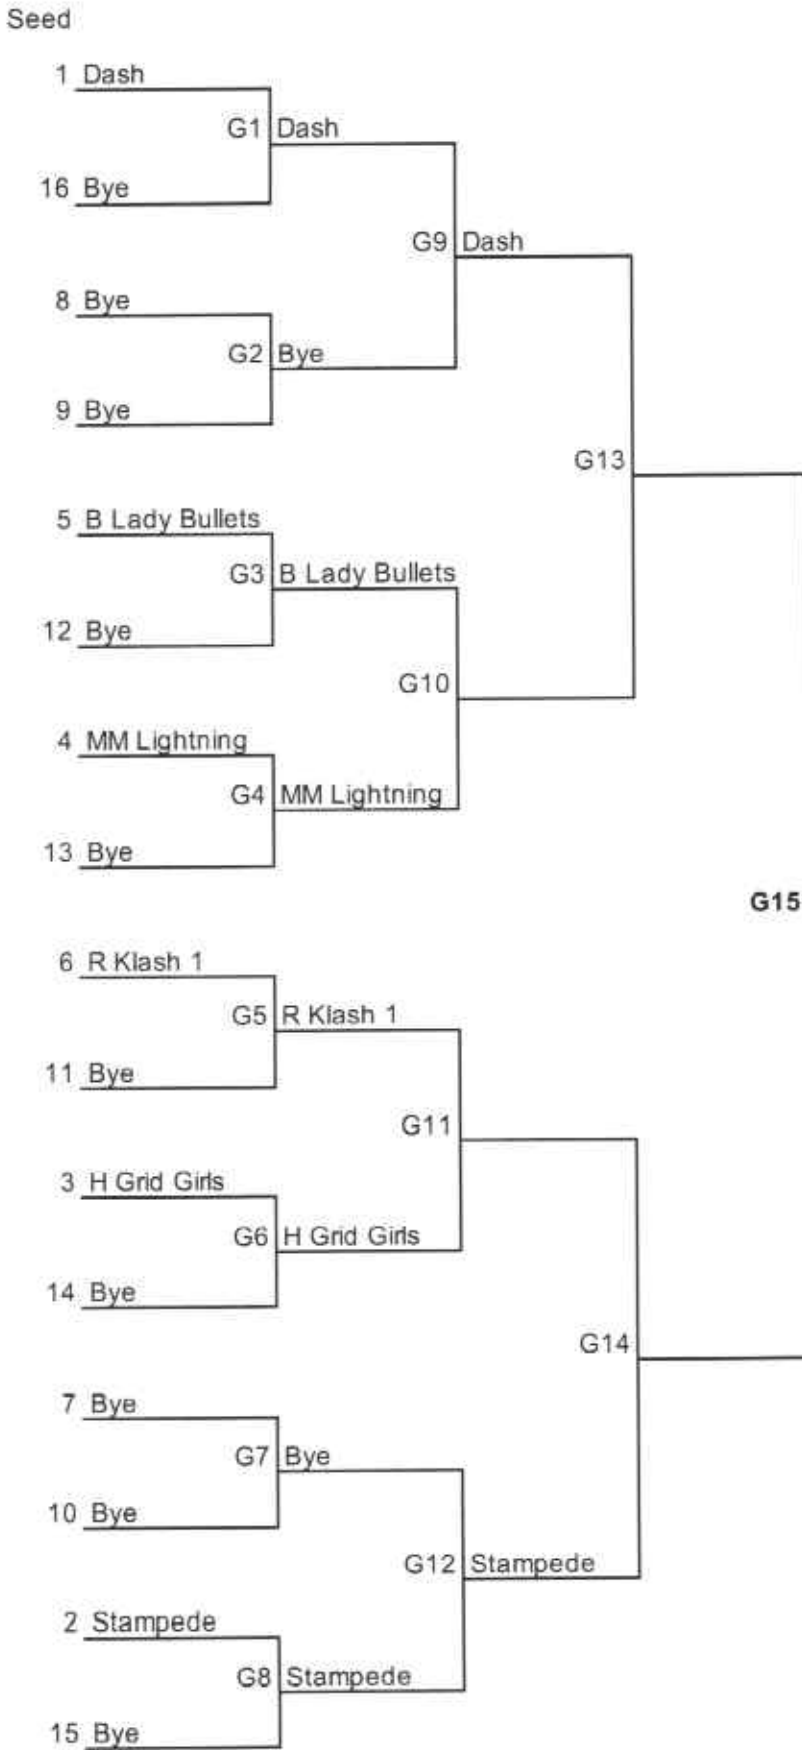 Seed
1 Dash
G1 Dash
16 Bye
G9 Dash
8 Bye
G2 Bye
9 Bye
G13
5 B Lady Bullets
G3 B Lady Bullets
12 Bye
G10
4 MM Lightning
G4 MM Lightning
13 Bye
G15
6 R Klash 1
G5 R Klash 1
11 Bye
G11
3 H Grid Girls
G6 H Grid Girls
14 Bye
G14
7 Bye
G7 Bye
10 Bye
G12 Stampede
2 Stampede
G8 Stampede
15 Bye